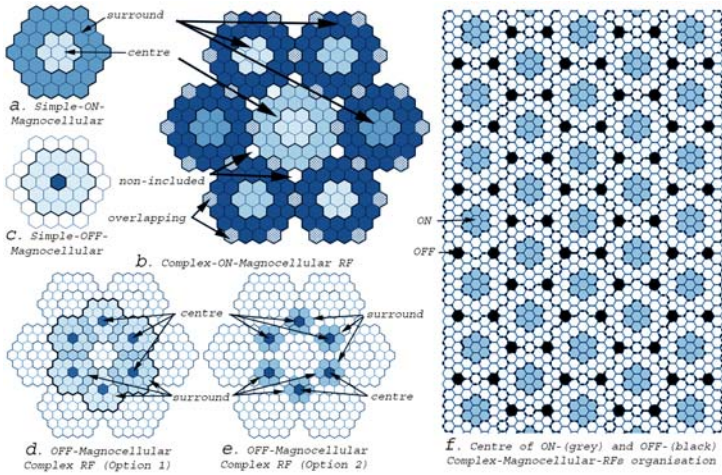 surround
centre
a. Simple-ON-
Magnocellular
c. Simple-OFF-
Magnocellular
non-included
overlapping
b. Complex-ON-Magnocellular RF
centre
surround
surround
centre
d. OFF-Magnocellular
Complex RF (Option 1)
e. OFF-Magnocellular
Complex RF (Option 2)
ON
OFF
f. Centre of ON-(grey) and OFF-(black)
Complex-Magnocellular-RFs organisation